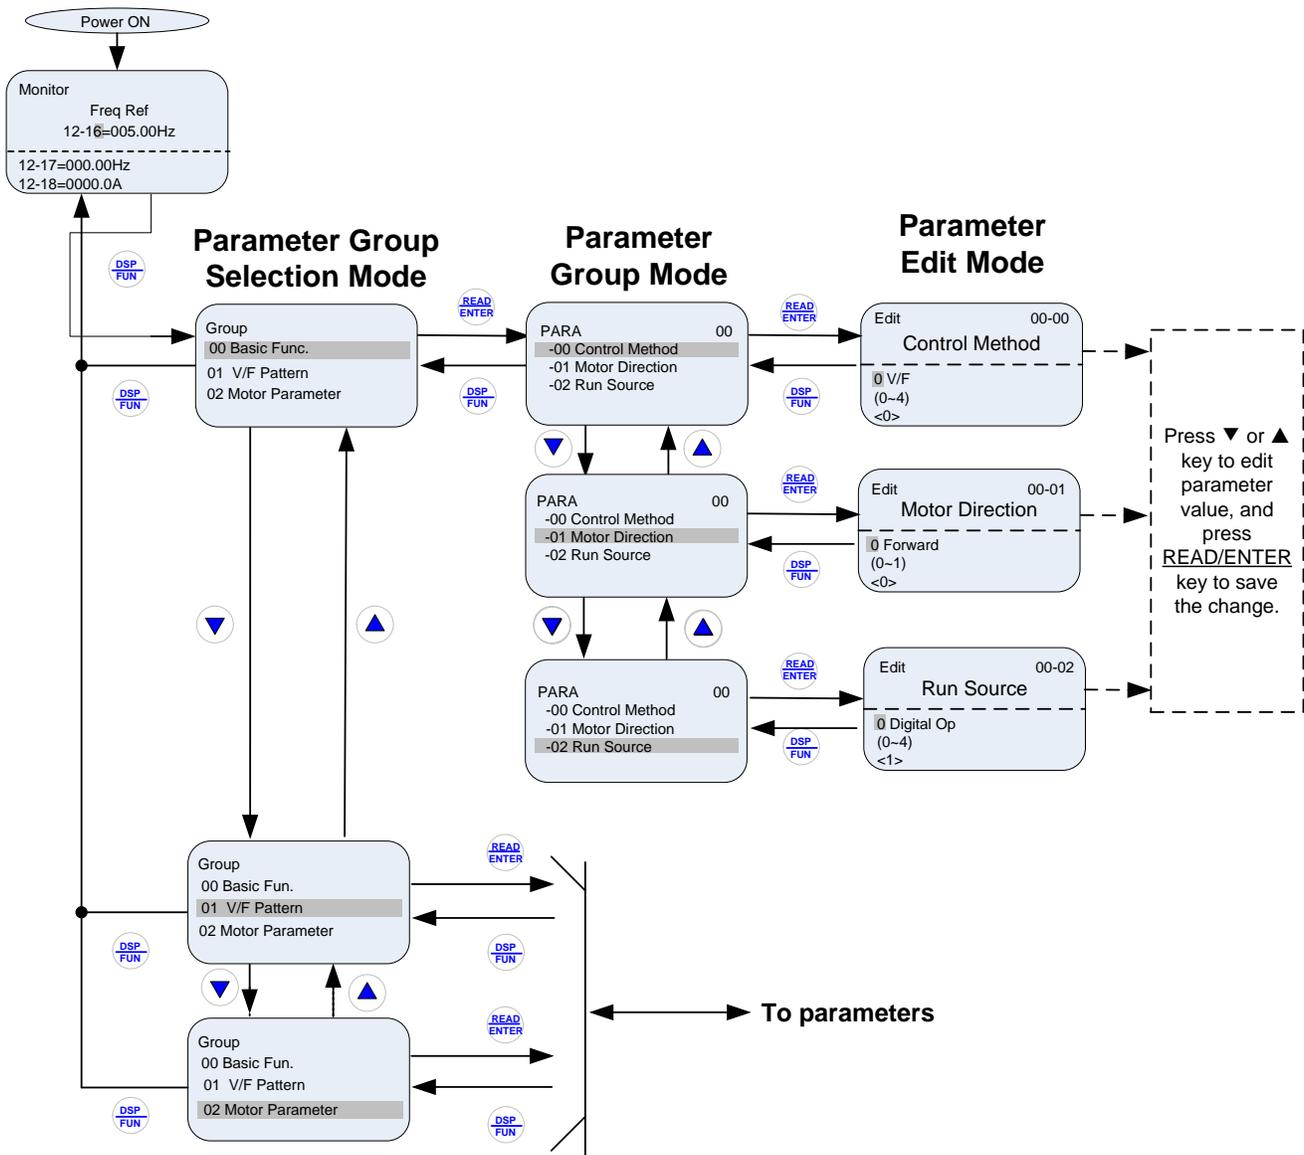 Power ON
Monitor
Freq Ref
12-16=005.00Hz
12-17=000.00Hz
12-18=0000.0A
DSP
FUN
Parameter Group
Selection Mode
Parameter
Group Mode
Parameter
Edit Mode
Group
00 Basic Func.
01 V/F Pattern
02 Motor Parameter
DSP
FUN
READ
ENTER
DSP
FUN
PARA 00
-00 Control Method
-01 Motor Direction
-02 Run Source
READ
ENTER
DSP
FUN
Edit 00-00
Control Method
0 V/F
(0~4)
<0>
▼ ▲
PARA 00
-00 Control Method
-01 Motor Direction
-02 Run Source
READ
ENTER
DSP
FUN
Edit 00-01
Motor Direction
0 Forward
(0~1)
<0>
▼ ▲
▼ ▲
PARA 00
-00 Control Method
-01 Motor Direction
-02 Run Source
READ
ENTER
DSP
FUN
Edit 00-02
Run Source
0 Digital Op
(0~4)
<1>
Press ▼ or ▲
key to edit
parameter
value, and
press
READ/ENTER
key to save
the change.
Group
00 Basic Fun.
01 V/F Pattern
02 Motor Parameter
DSP
FUN
READ
ENTER
DSP
FUN
▼ ▲
Group
00 Basic Fun.
01 V/F Pattern
02 Motor Parameter
DSP
FUN
READ
ENTER
DSP
FUN
To parameters